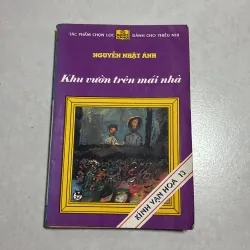 TÁC PHẨM CHỌN LỌC DÀNH CHO THIẾU NHI
NGUYỄN NHẬT ÁNH
Khu vườn trên mái nhà
KÍNH VẠN HOA 13